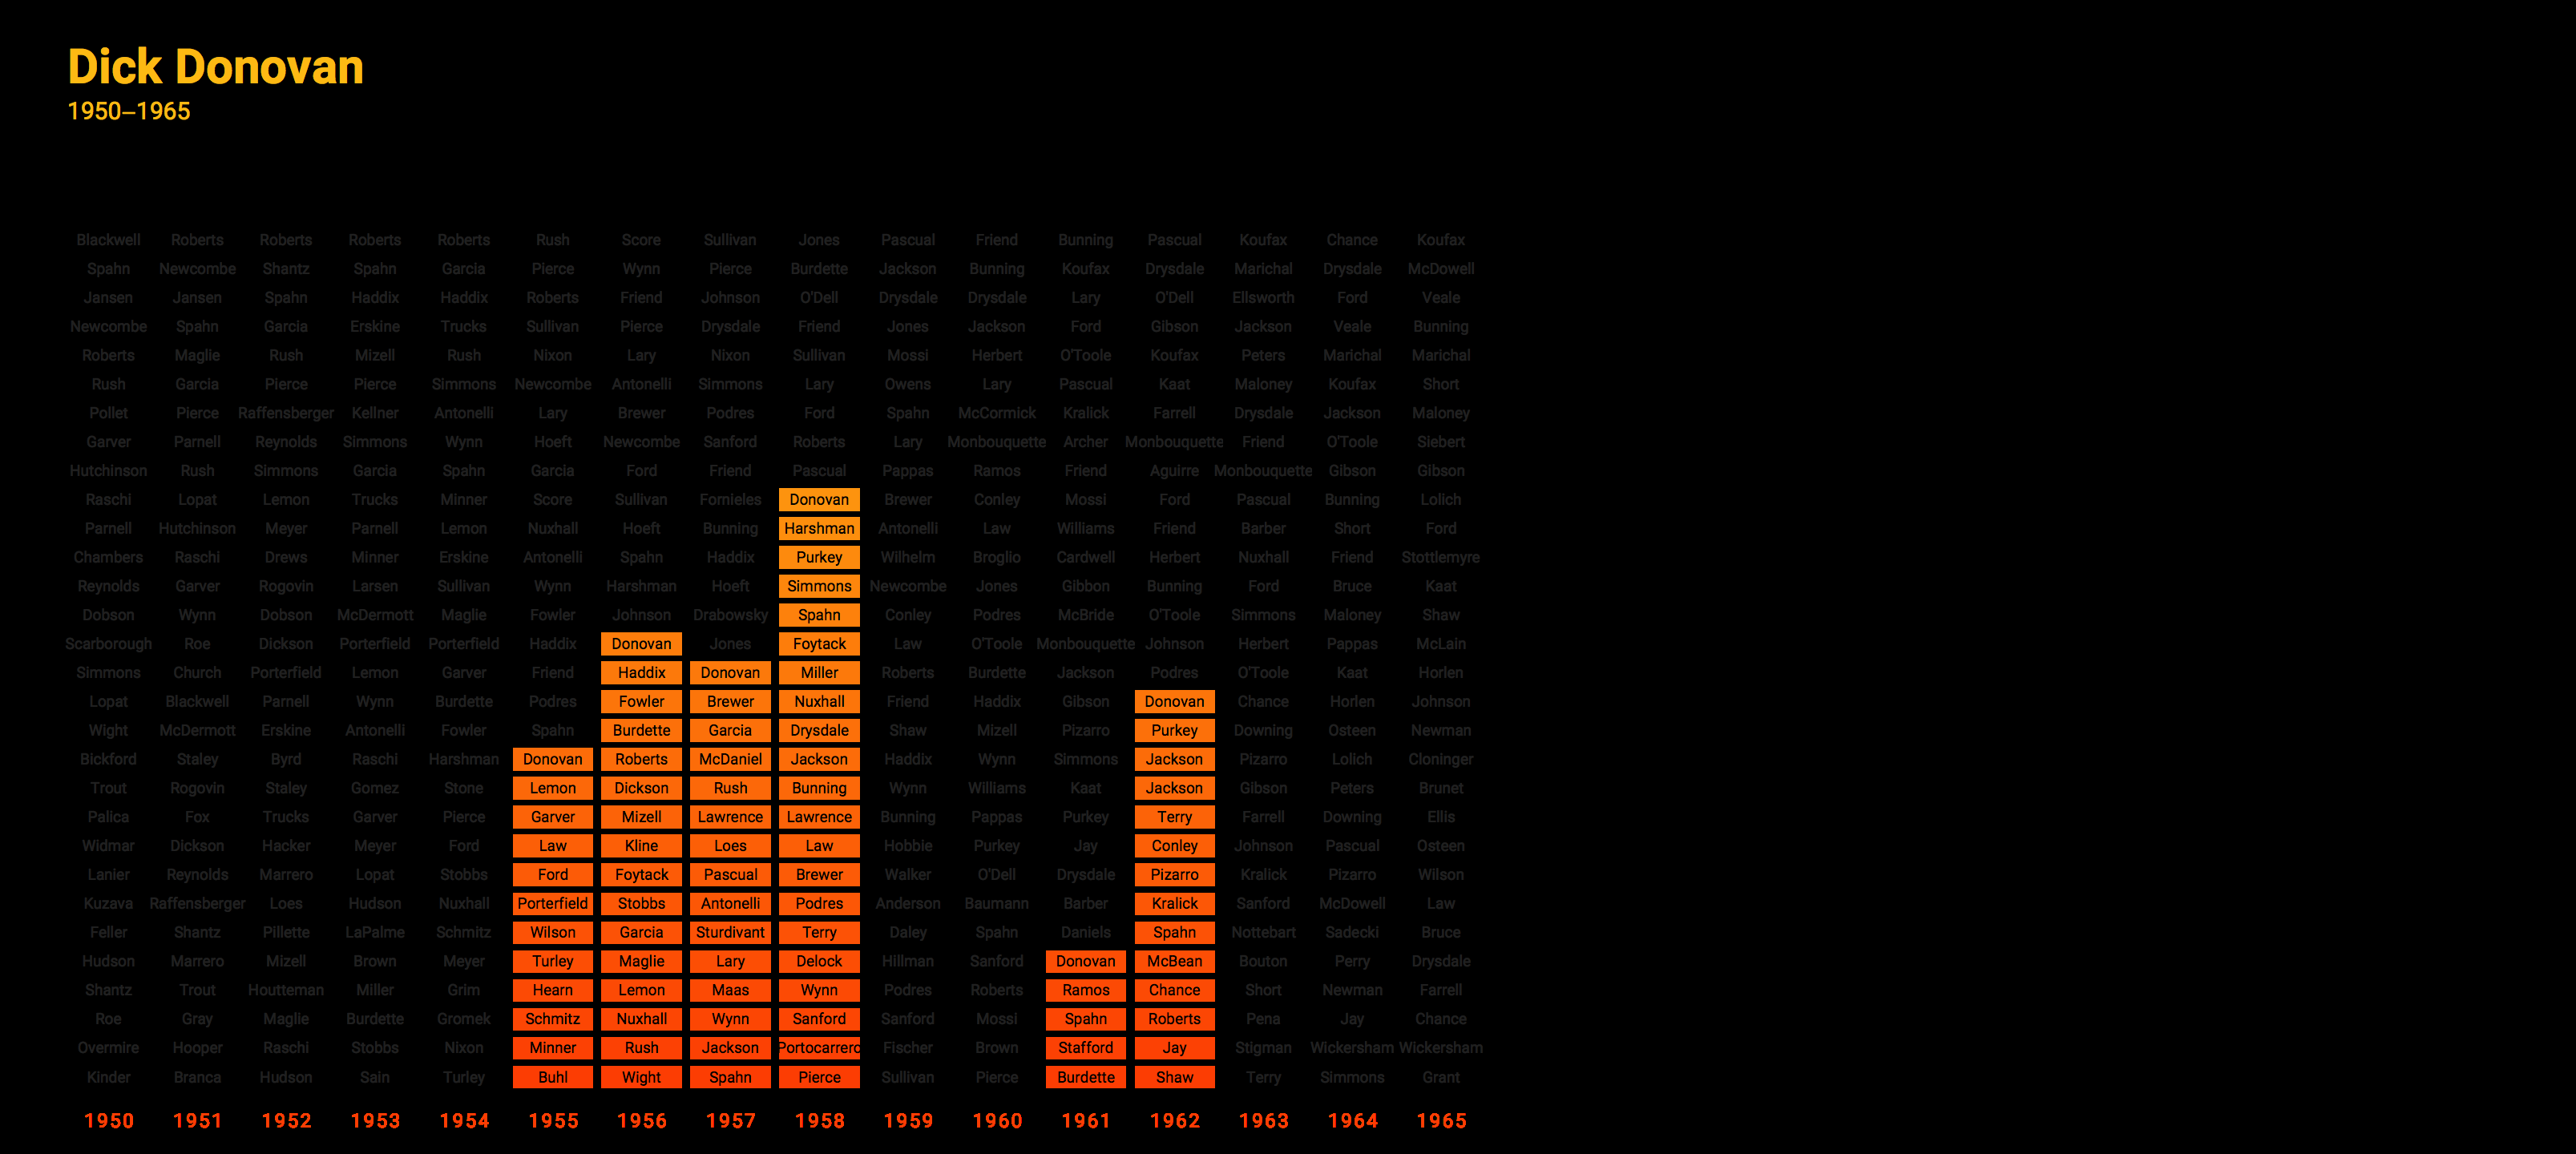 Dick Donovan
1950–1965
Blackwell Roberts Roberts Roberts Roberts Rush Score Sullivan Jones Pascual Friend Bunning Pascual Koufax Chance Koufax
Spahn Newcombe Shantz Spahn Garcia Pierce Wynn Pierce Burdette Jackson Bunning Koufax Drysdale Marichal Drysdale McDowell
Jansen Jansen Spahn Haddix Haddix Roberts Friend Johnson O'Dell Drysdale Drysdale Lary O'Dell Ellsworth Ford Veale
Newcombe Spahn Garcia Erskine Trucks Sullivan Pierce Drysdale Friend Jones Jackson Ford Gibson Jackson Veale Bunning
Roberts Maglie Rush Mizell Rush Nixon Lary Nixon Sullivan Mossi Herbert O'Toole Koufax Peters Marichal Marichal
Rush Garcia Pierce Pierce Simmons Newcombe Antonelli Simmons Lary Owens Lary Pascual Kaat Maloney Koufax Short
Pollet Pierce Raffensberger Kellner Antonelli Lary Brewer Podres Ford Spahn McCormick Kralick Farrell Drysdale Jackson Maloney
Garver Parnell Reynolds Simmons Wynn Hoeft Newcombe Sanford Roberts Lary Monbouquette Archer Monbouquette Friend O'Toole Siebert
Hutchinson Rush Simmons Garcia Spahn Garcia Ford Friend Pascual Pappas Ramos Friend Aguirre Monbouquette Gibson Gibson
Raschi Lopat Lemon Trucks Minner Score Sullivan Fornieles Donovan Brewer Conley Mossi Ford Pascual Bunning Lolich
Parnell Hutchinson Meyer Parnell Lemon Nuxhall Hoeft Bunning Harshman Antonelli Law Williams Friend Barber Short Ford
Chambers Raschi Drews Minner Erskine Antonelli Spahn Haddix Purkey Wilhelm Broglio Cardwell Herbert Nuxhall Friend Stottlemyre
Reynolds Garver Rogovin Larsen Sullivan Wynn Harshman Hoeft Simmons Newcombe Jones Gibbon Bunning Ford Bruce Kaat
Dobson Wynn Dobson McDermott Maglie Fowler Johnson Drabowsky Spahn Conley Podres McBride O'Toole Simmons Maloney Shaw
Scarborough Roe Dickson Porterfield Porterfield Haddix Donovan Jones Foytack Law O'Toole Monbouquette Johnson Herbert Pappas McLain
Simmons Church Porterfield Lemon Garver Friend Haddix Donovan Miller Roberts Burdette Jackson Podres O'Toole Kaat Horlen
Lopat Blackwell Parnell Wynn Burdette Podres Fowler Brewer Nuxhall Friend Haddix Gibson Donovan Chance Horlen Johnson
Wight McDermott Erskine Antonelli Fowler Spahn Burdette Garcia Drysdale Shaw Mizell Pizarro Purkey Downing Osteen Newman
Bickford Staley Byrd Raschi Harshman Donovan Roberts McDaniel Jackson Haddix Wynn Simmons Jackson Pizarro Lolich Cloninger
Trout Rogovin Staley Gomez Stone Lemon Dickson Rush Bunning Wynn Williams Kaat Jackson Gibson Peters Brunet
Palica Fox Trucks Garver Pierce Garver Mizell Lawrence Lawrence Bunning Pappas Purkey Terry Farrell Downing Ellis
Widmar Dickson Hacker Meyer Ford Law Kline Loes Law Hobbie Purkey Jay Conley Johnson Pascual Osteen
Lanier Reynolds Marrero Lopat Stobbs Ford Foytack Pascual Brewer Walker O'Dell Drysdale Pizarro Kralick Pizarro Wilson
Kuzava Raffensberger Loes Hudson Nuxhall Porterfield Stobbs Antonelli Podres Anderson Baumann Barber Kralick Sanford McDowell Law
Feller Shantz Pillette LaPalme Schmitz Wilson Garcia Sturdivant Terry Daley Spahn Daniels Spahn Nottebart Sadecki Bruce
Hudson Marrero Mizell Brown Meyer Turley Maglie Lary Delock Hillman Sanford Donovan McBean Bouton Perry Drysdale
Shantz Trout Houtteman Miller Grim Hearn Lemon Maas Wynn Podres Roberts Ramos Chance Short Newman Farrell
Roe Gray Maglie Burdette Gromek Schmitz Nuxhall Wynn Sanford Sanford Mossi Spahn Roberts Pena Jay Chance
Overmire Hooper Raschi Stobbs Nixon Minner Rush Jackson Portocarrero Fischer Brown Stafford Jay Stigman Wickersham Wickersham
Kinder Branca Hudson Sain Turley Buhl Wight Spahn Pierce Sullivan Pierce Burdette Shaw Terry Simmons Grant
1950 1951 1952 1953 1954 1955 1956 1957 1958 1959 1960 1961 1962 1963 1964 1965